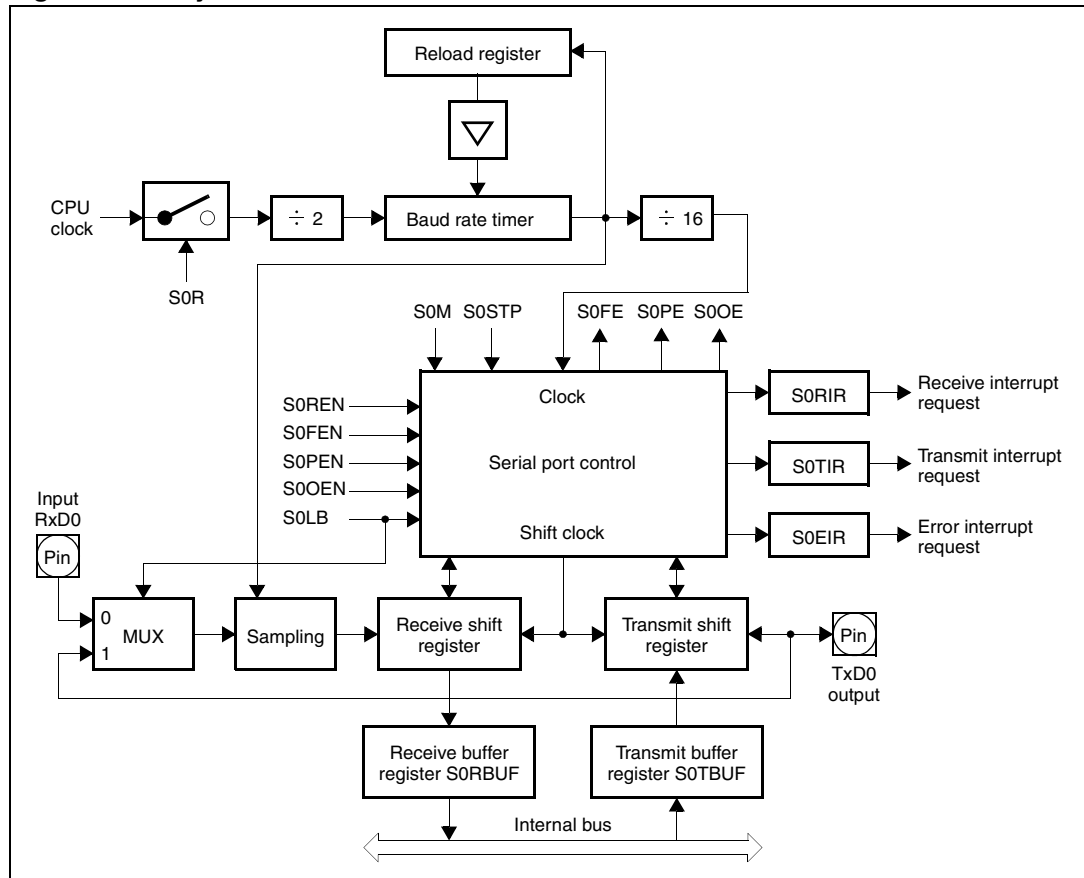 Reload register
CPU
clock
÷ 2
Baud rate timer
÷ 16
S0R
S0M S0STP S0FE S0PE S0OE
Clock
S0RIR
Receive interrupt
request
S0REN
S0FEN
S0PEN
S0OEN
S0LB
Serial port control
S0TIR
Transmit interrupt
request
Shift clock
S0EIR
Error interrupt
request
Input
RxD0
Pin
0
MUX
1
Sampling
Receive shift
register
Transmit shift
register
Pin
TxD0
output
Receive buffer
register S0RBUF
Transmit buffer
register S0TBUF
Internal bus